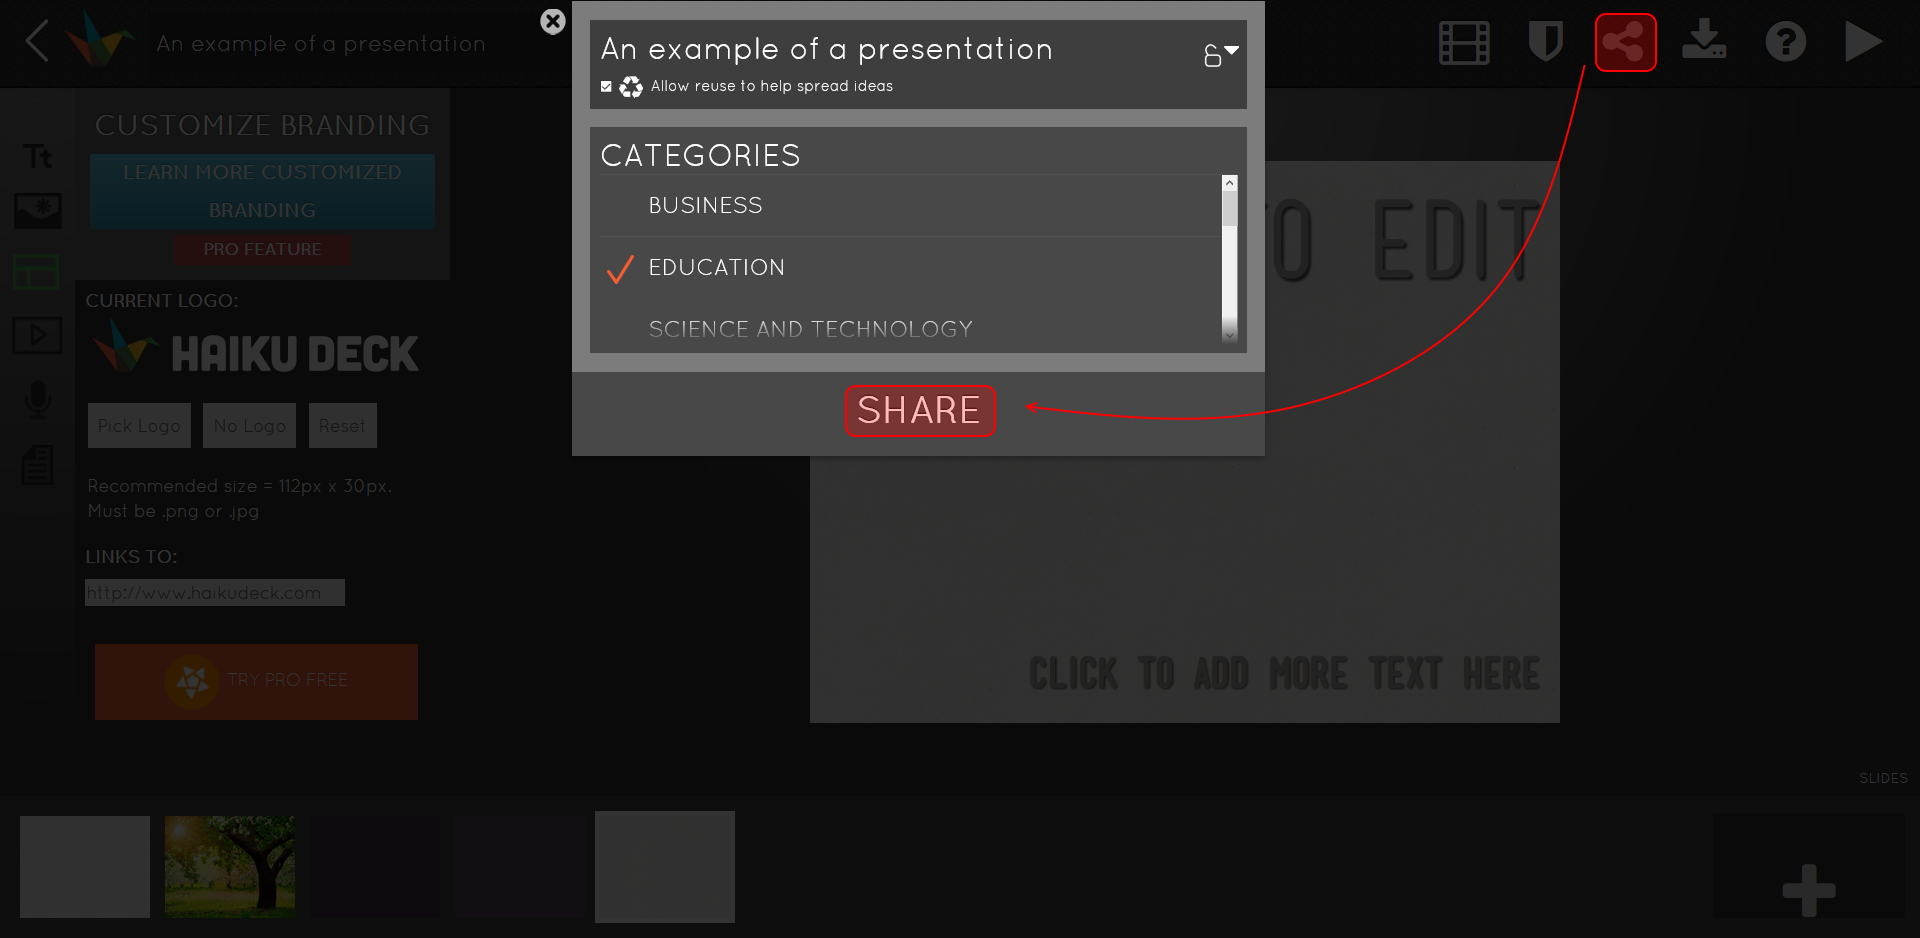 An example of a presentation
An example of a presentation
Allow reuse to help spread ideas
CATEGORIES
BUSINESS
EDUCATION
SCIENCE AND TECHNOLOGY
SHARE
Tt
CUSTOMIZE BRANDING
LEARN MORE CUSTOMIZED
BRANDING
PRO FEATURE
CURRENT LOGO:
HAIKU DECK
Pick Logo
No Logo
Reset
Recommended size = 112px x 30px.
Must be .png or .jpg
LINKS TO:
http://www.haikudeck.com
TRY PRO FREE
TO EDIT
CLICK TO ADD MORE TEXT HERE
SLIDES